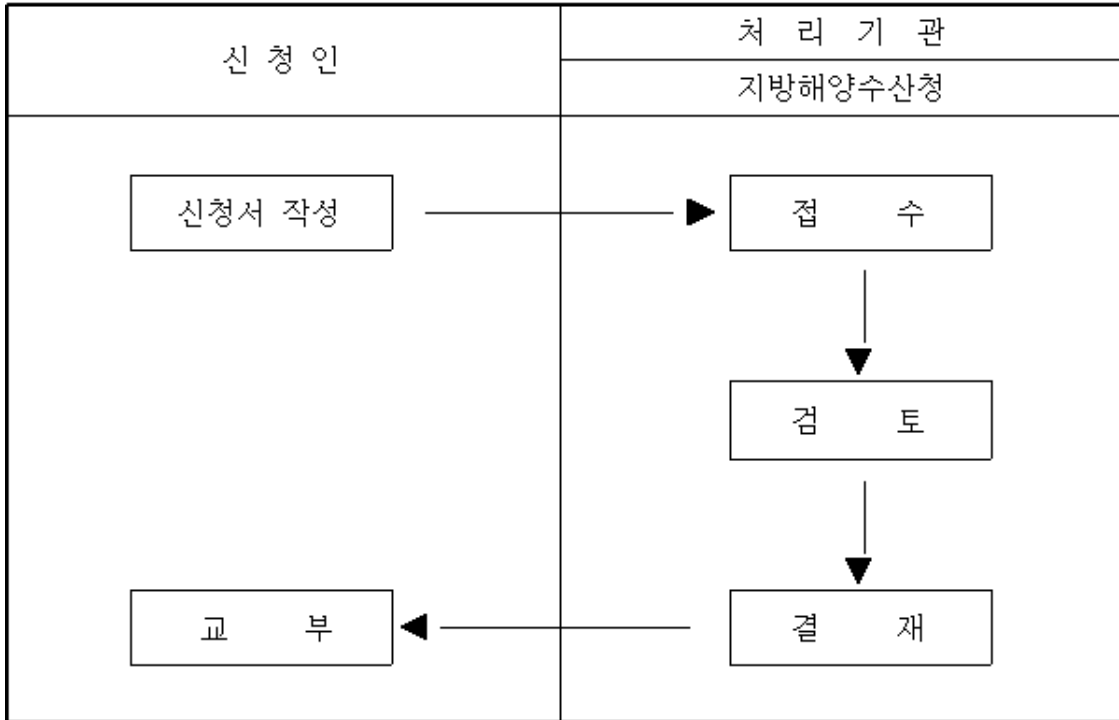 신 청 인
처 리 기 관
지방해양수산청
신청서 작성
접 수
검 토
교 부
결 재